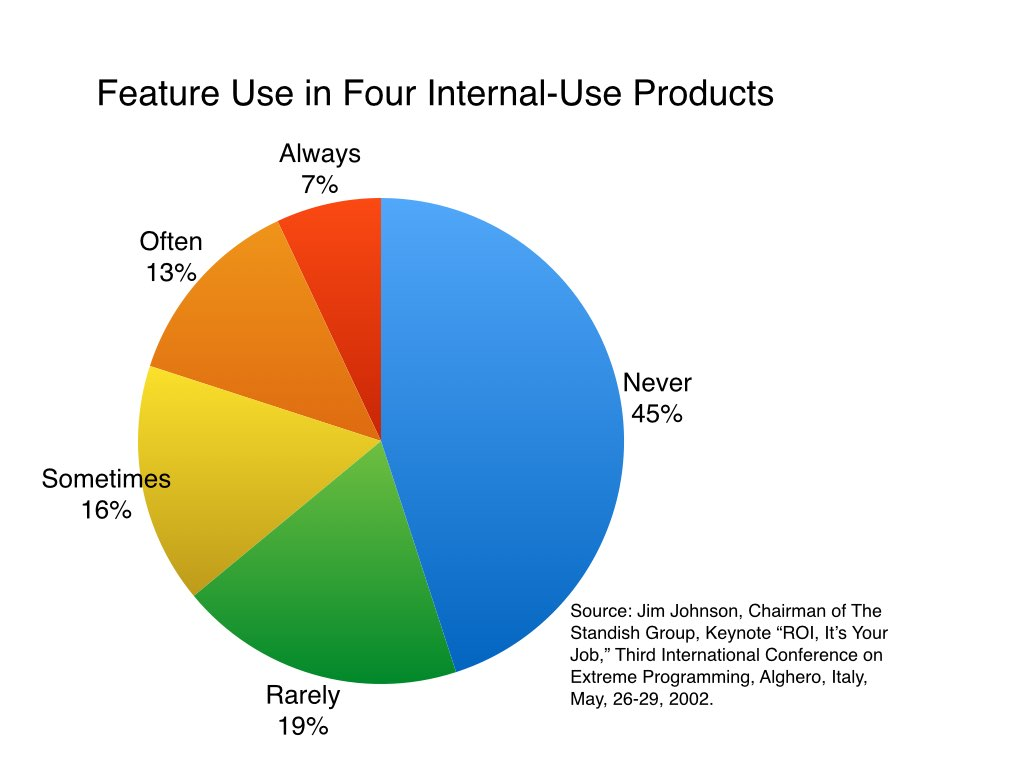 Feature Use in Four Internal-Use Products
Always
7%
Often
13%
Never
45%
Sometimes
16%
Rarely
19%
Source: Jim Johnson, Chairman of The
Standish Group, Keynote “ROI, It’s Your
Job,” Third International Conference on
Extreme Programming, Alghero, Italy,
May, 26-29, 2002.